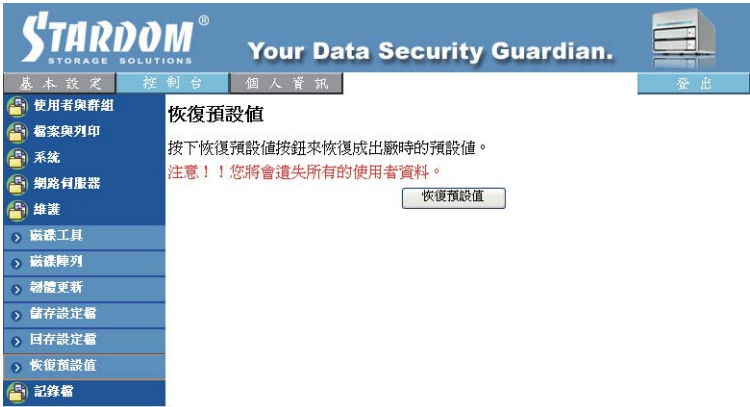 STARDOM®
STORAGE SOLUTIONS
Your Data Security Guardian.
基本設定 控制台 個人資訊 登出
使用者與群組
檔案與列印
系統
網路伺服器
維護
磁碟工具
磁碟陣列
韌體更新
儲存設定檔
回存設定檔
恢復預設值
記錄檔
恢復預設值
按下恢復預設值按鈕來恢復成出廠時的預設值。
注意！！您將會遺失所有的使用者資料。
恢復預設值